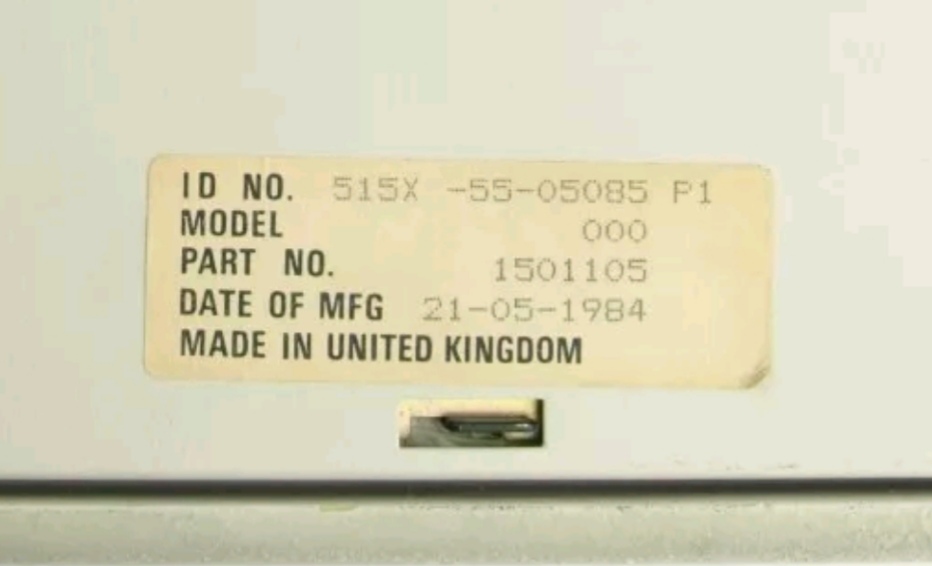 ID NO. 515X -55-05085 P1
MODEL 000
PART NO. 1501105
DATE OF MFG 21-05-1984
MADE IN UNITED KINGDOM